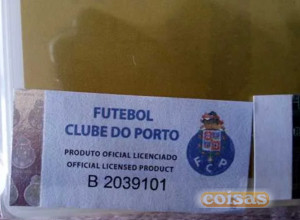 FUTEBOL
CLUBE DO PORTO
PRODUTO OFICIAL LICENCIADO
OFFICIAL LICENSED PRODUCT
B 2039101
FCP
coisas